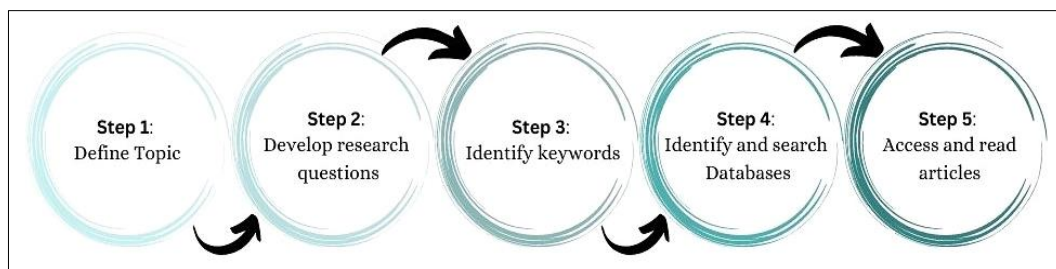 Step 1:
Define Topic
Step 2:
Develop research
questions
Step 3:
Identify keywords
Step 4:
Identify and search
Databases
Step 5:
Access and read
articles